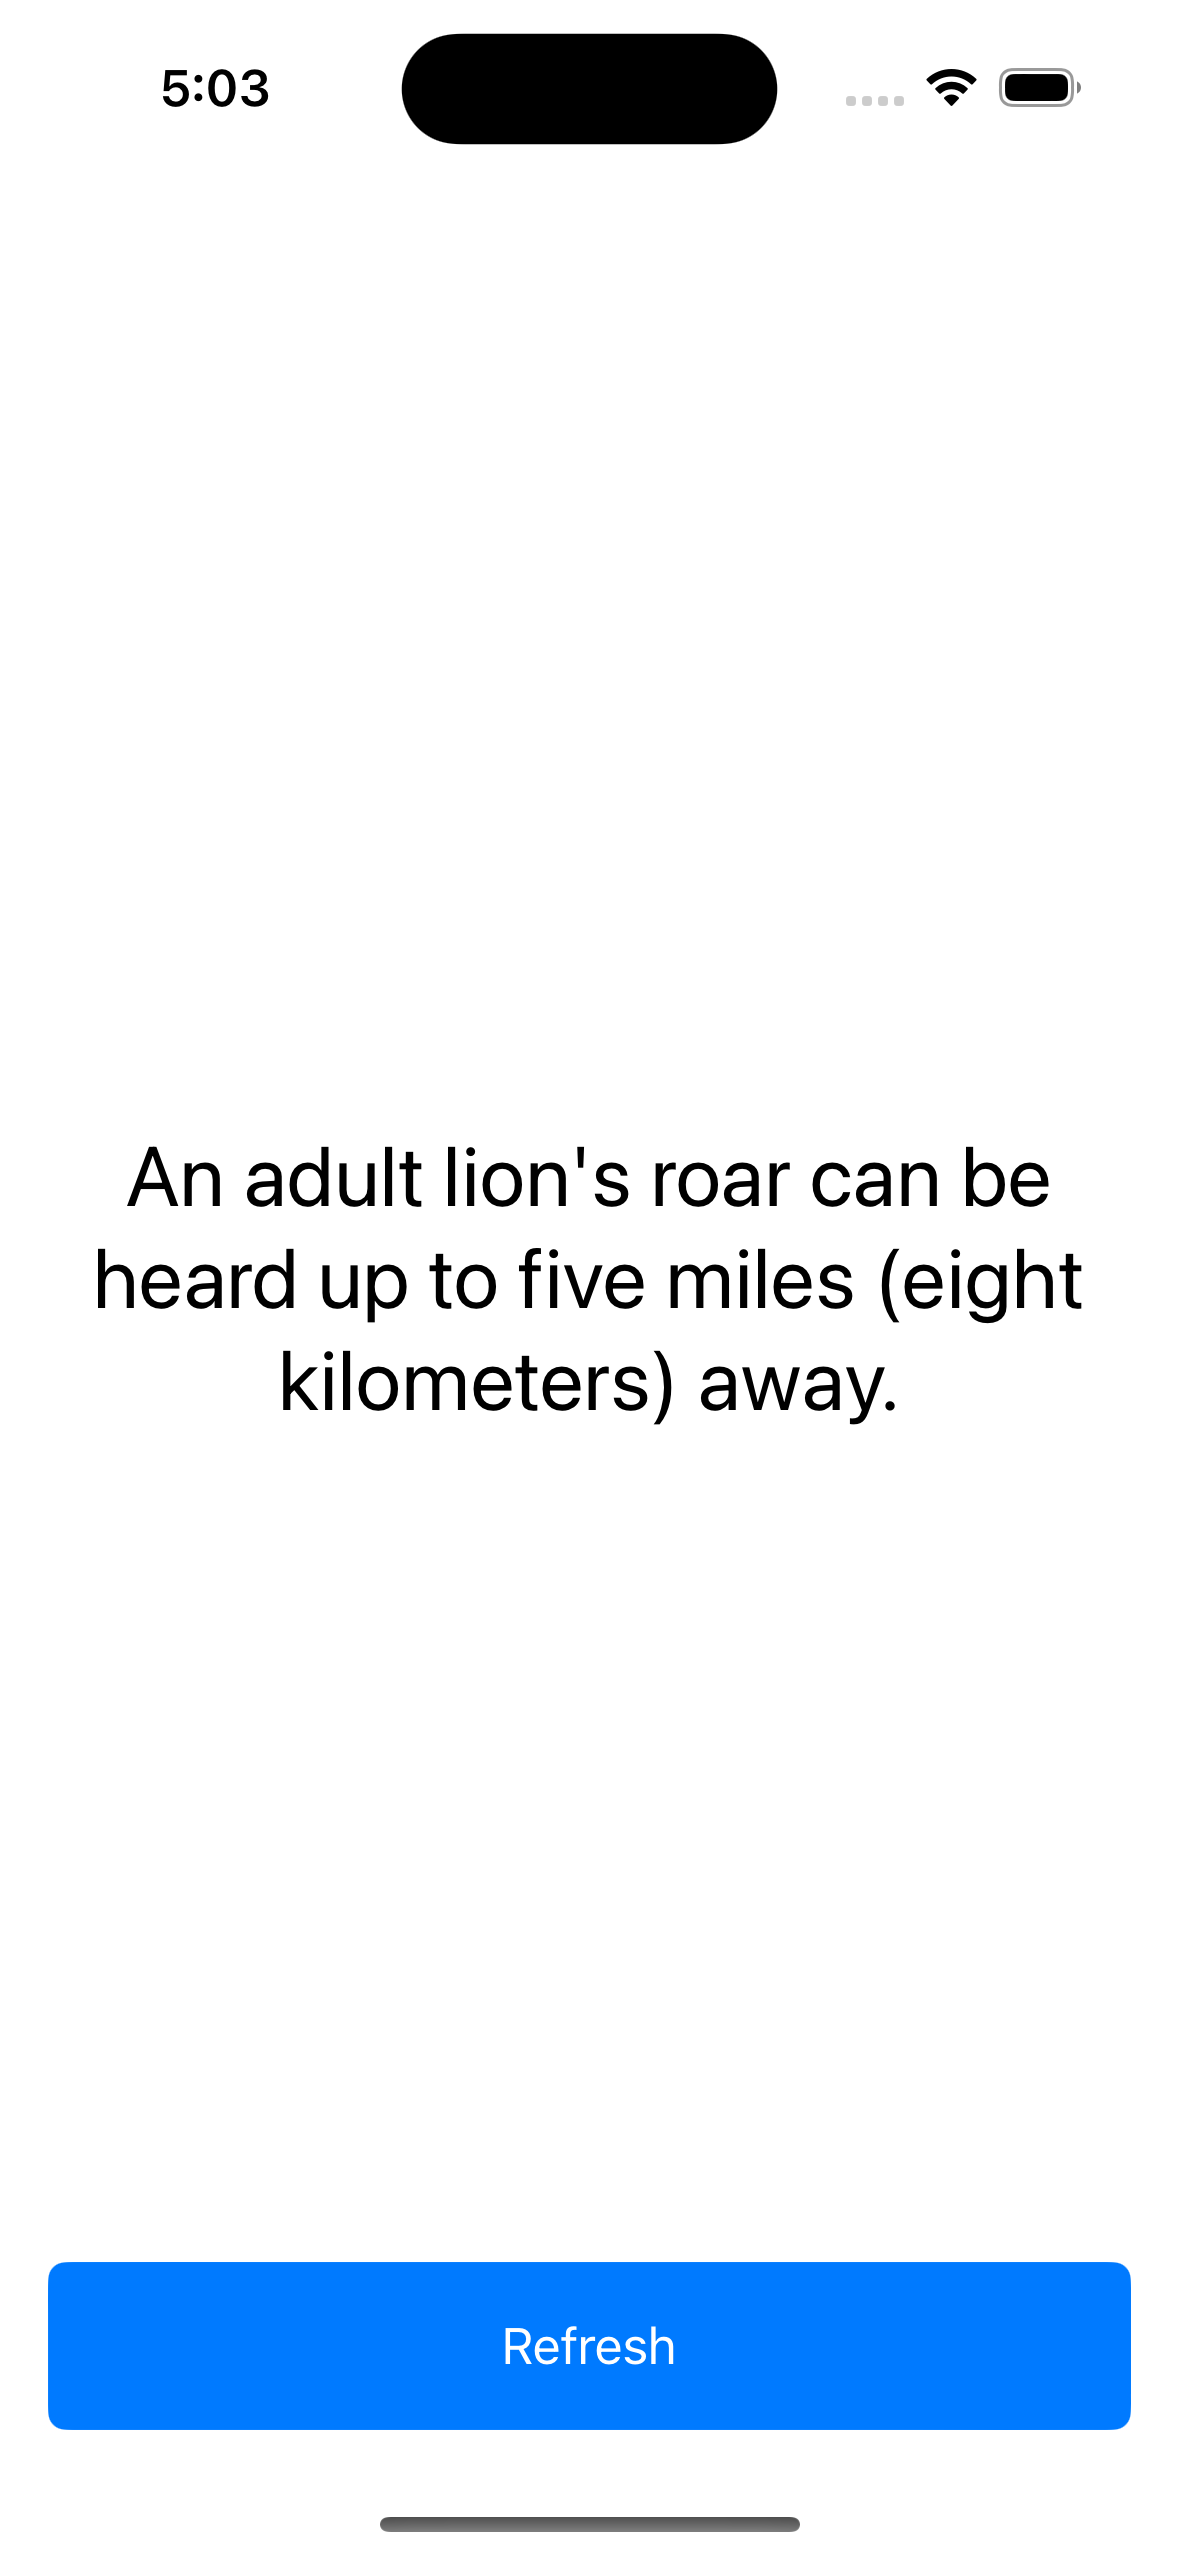 5:03
An adult lion's roar can be
heard up to five miles (eight
kilometers) away.
Refresh